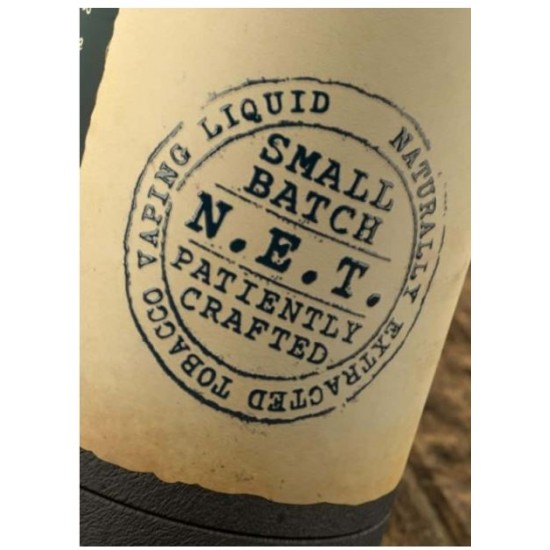 SMALL
BATCH
N.E.T.
PATIENTLY
CRAFTED
NATURALLY EXTRACTED TOBACCO VAPING LIQUID